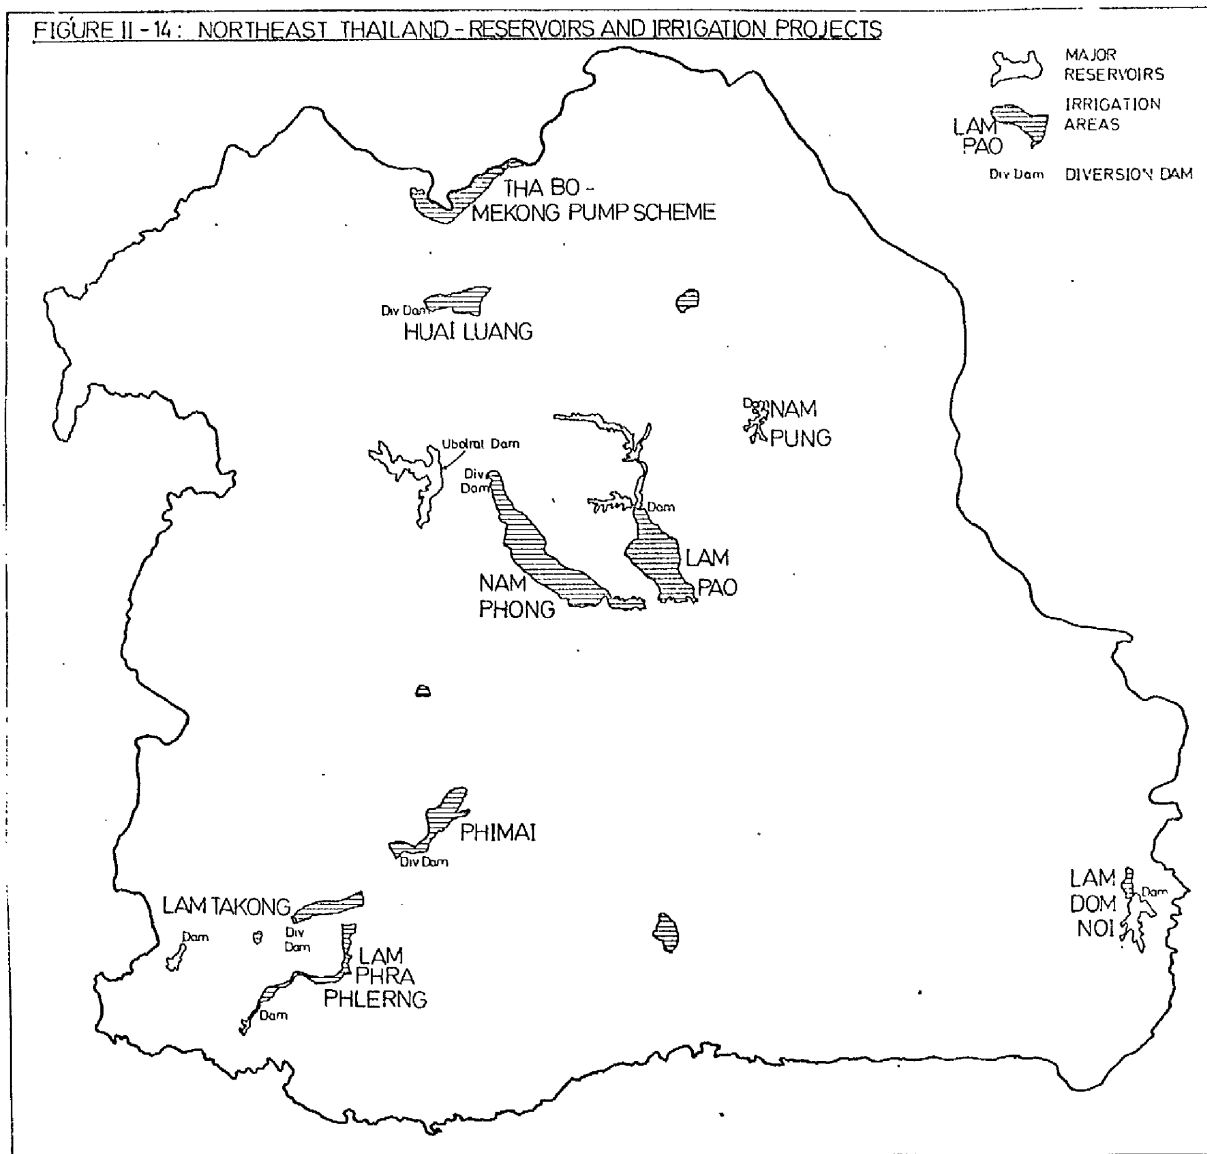 FIGURE II-14: NORTHEAST THAILAND-RESERVOIRS AND IRRIGATION PROJECTS
MAJOR
RESERVOIRS
IRRIGATION
AREAS
LAM
PAO
Div Dam
DIVERSION DAM
THA BO-
MEKONG PUMP SCHEME
Div Dam
HUAI LUANG
Dam
NAM
PUNG
Ubolrat Dam
Div
Dam
Dam
LAM
PAO
NAM
PHONG
PHIMAI
Div Dam
LAM TAKONG
Div
Dam
Dam
LAM
PHRA
PHLERNG
Dam
LAM
DOM
NOI
Dam